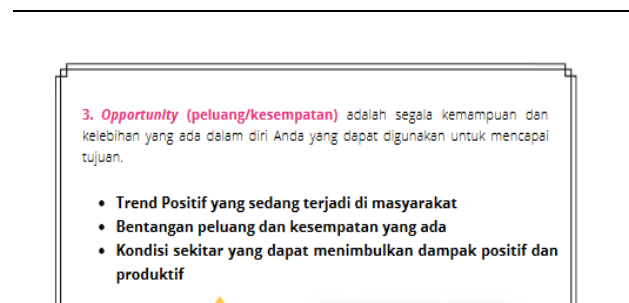 3. Opportunity (peluang/kesempatan) adalah segala kemampuan dan
kelebihan yang ada dalam diri Anda yang dapat digunakan untuk mencapai
tujuan.
• Trend Positif yang sedang terjadi di masyarakat
• Bentangan peluang dan kesempatan yang ada
• Kondisi sekitar yang dapat menimbulkan dampak positif dan
produktif